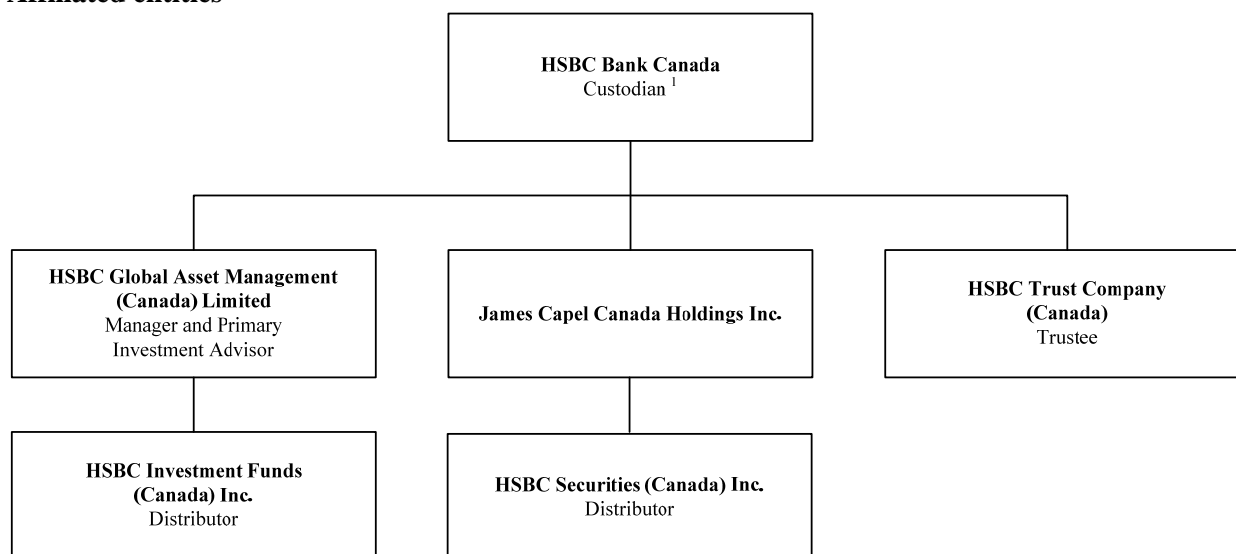 Affiliated entities
HSBC Bank Canada
Custodian 1
HSBC Global Asset Management
(Canada) Limited
Manager and Primary
Investment Advisor
James Capel Canada Holdings Inc.
HSBC Trust Company
(Canada)
Trustee
HSBC Investment Funds
(Canada) Inc.
Distributor
HSBC Securities (Canada) Inc.
Distributor